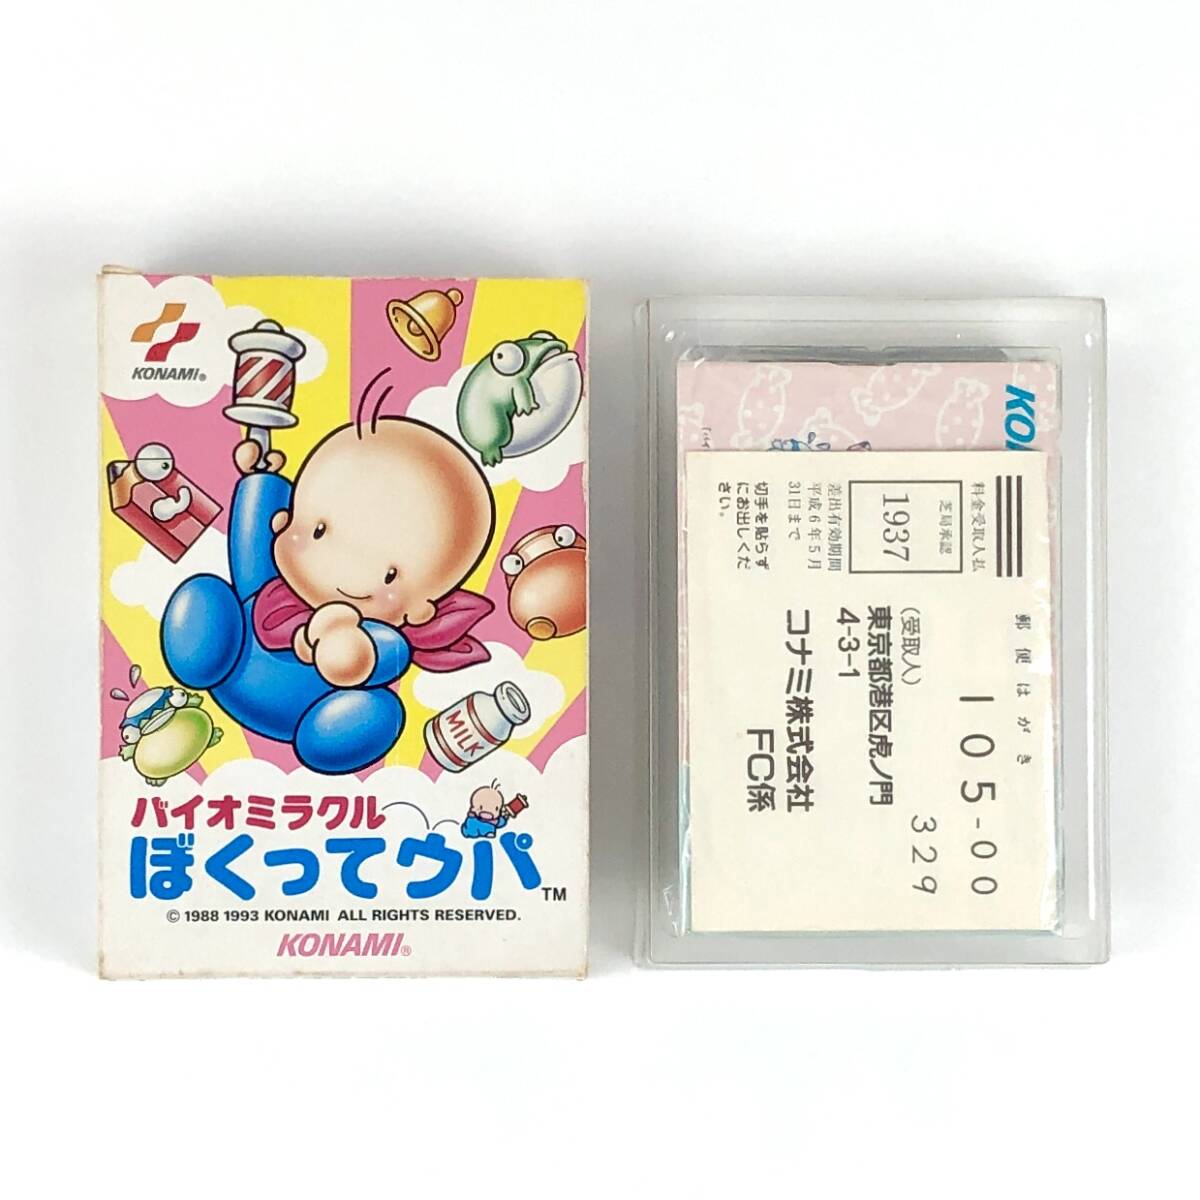 KONAMI®
MILK
バイオミラクル
ぼくってウパ
TM
© 1988 1993 KONAMI ALL RIGHTS RESERVED.
KONAMI®
KON
郵便はがき
105-00
329
料金受取人払
芝局承認
1937
差出有効期間
平成6年5月
31日まで
切手を貼らず
にお出しくだ
さい。
(受取人)
東京都港区虎ノ門
4-3-1
コナミ株式会社
FC係